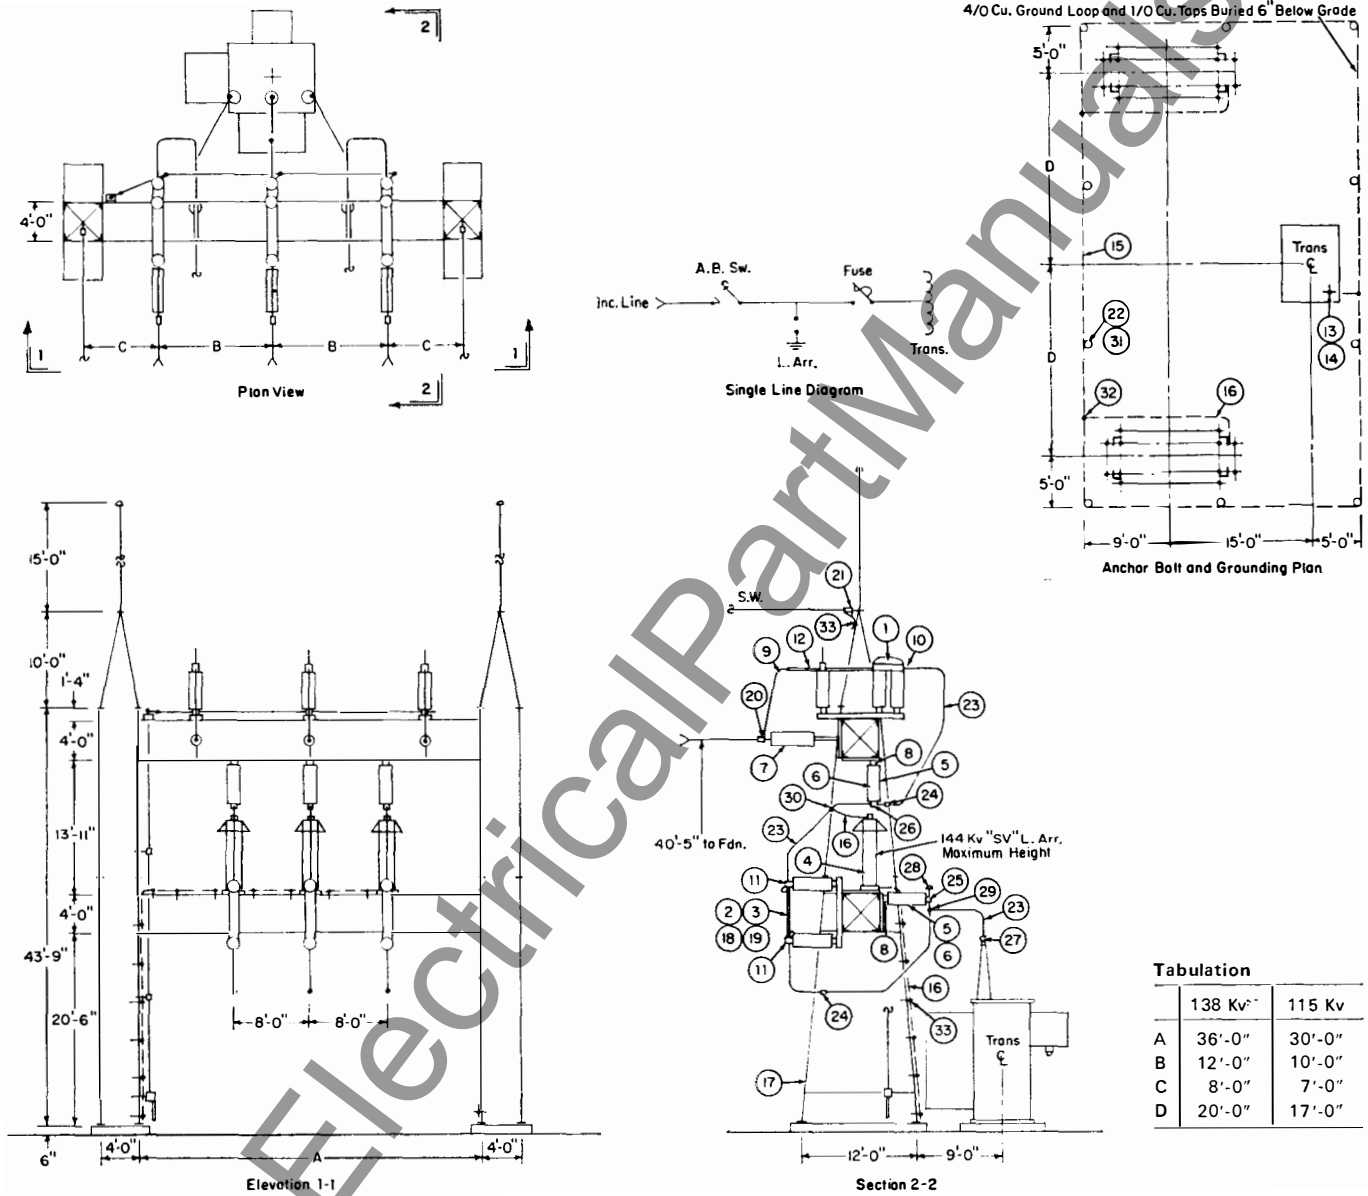 2
4'-0"
C
B
B
C
1
1
Plan View
2
Inc. Line
A.B. Sw.
Fuse
L. Arr.
Trans.
Single Line Diagram
4/0 Cu. Ground Loop and 1/0 Cu. Taps Buried 6" Below Grade
5'-0"
D
15
Trans
℄
22
31
13
14
D
32
16
5'-0"
9'-0"
15'-0"
5'-0"
Anchor Bolt and Grounding Plan
15'-0"
10'-0"
1'-4"
4'-0"
13'-11"
4'-0"
43'-9"
20'-6"
8'-0"
8'-0"
6"
4'-0"
A
4'-0"
Elevation 1-1
21
S.W.
33
1
12
10
9
20
23
7
8
6
5
30
24
26
40'-5" to Fdn.
23
16
144 Kv "SV" L. Arr.
Maximum Height
4
28
11
25
29
2
3
23
18
19
5
8
27
6
11
16
24
33
Trans
℄
17
12'-0"
9'-0"
Section 2-2
Tabulation
138 Kv
115 Kv
A 36'-0" 30'-0"
B 12'-0" 10'-0"
C 8'-0" 7'-0"
D 20'-0" 17'-0"
ElectricalPartManuals